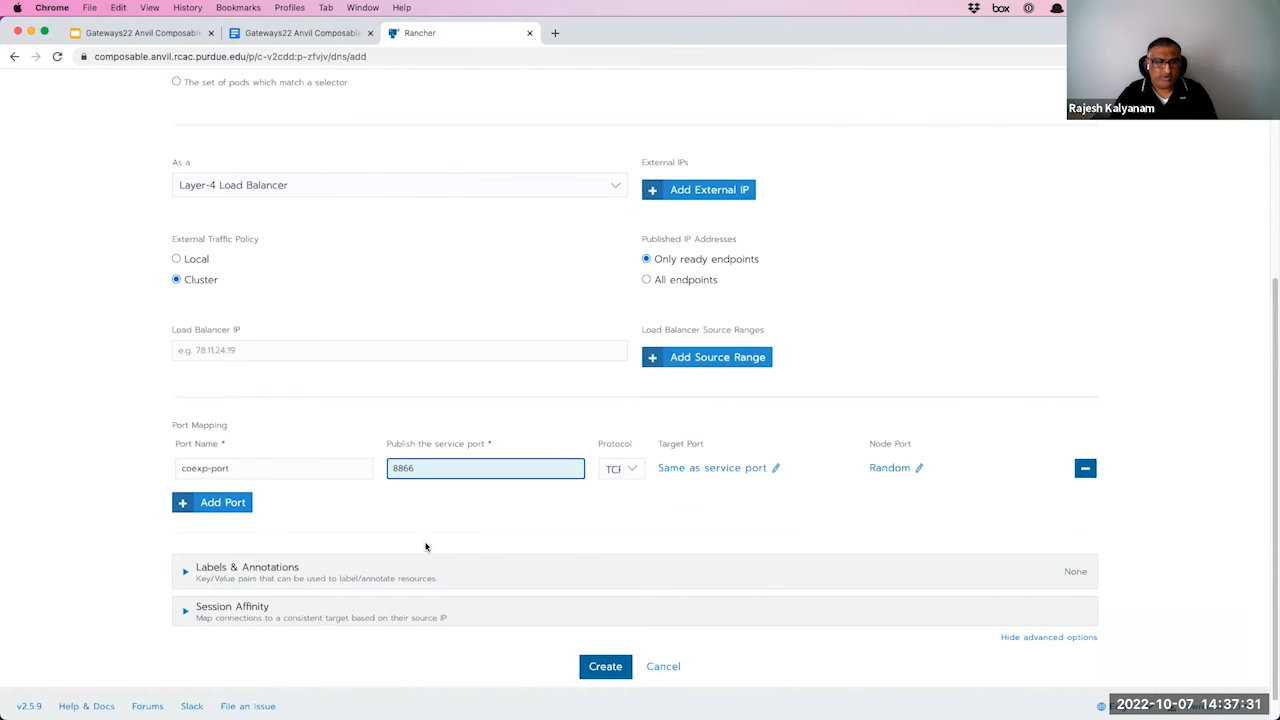 Chrome File Edit View History Bookmarks Profiles Tab Window Help
box
Gateways22 Anvil Composable
Gateways22 Anvil Composable
Rancher
composable.anvil.rcac.purdue.edu/p/c-v2cdd:p-zfvjv/dns/add
Rajesh Kalyanam
The set of pods which match a selector
As a
External IPs
Layer-4 Load Balancer
Add External IP
External Traffic Policy
Published IP Addresses
Local
Only ready endpoints
Cluster
All endpoints
Load Balancer IP
Load Balancer Source Ranges
e.g. 78.11.24.19
Add Source Range
Port Mapping
Port Name * Publish the service port * Protocol Target Port Node Port
coexp-port 8866 TCP Same as service port Random
Add Port
Labels & Annotations
Key/Value pairs that can be used to label/annotate resources.
None
Session Affinity
Map connections to a consistent target based on their source IP
Hide advanced options
Create Cancel
v2.5.9 Help & Docs Forums Slack File an Issue
2022-10-07 14:37:31